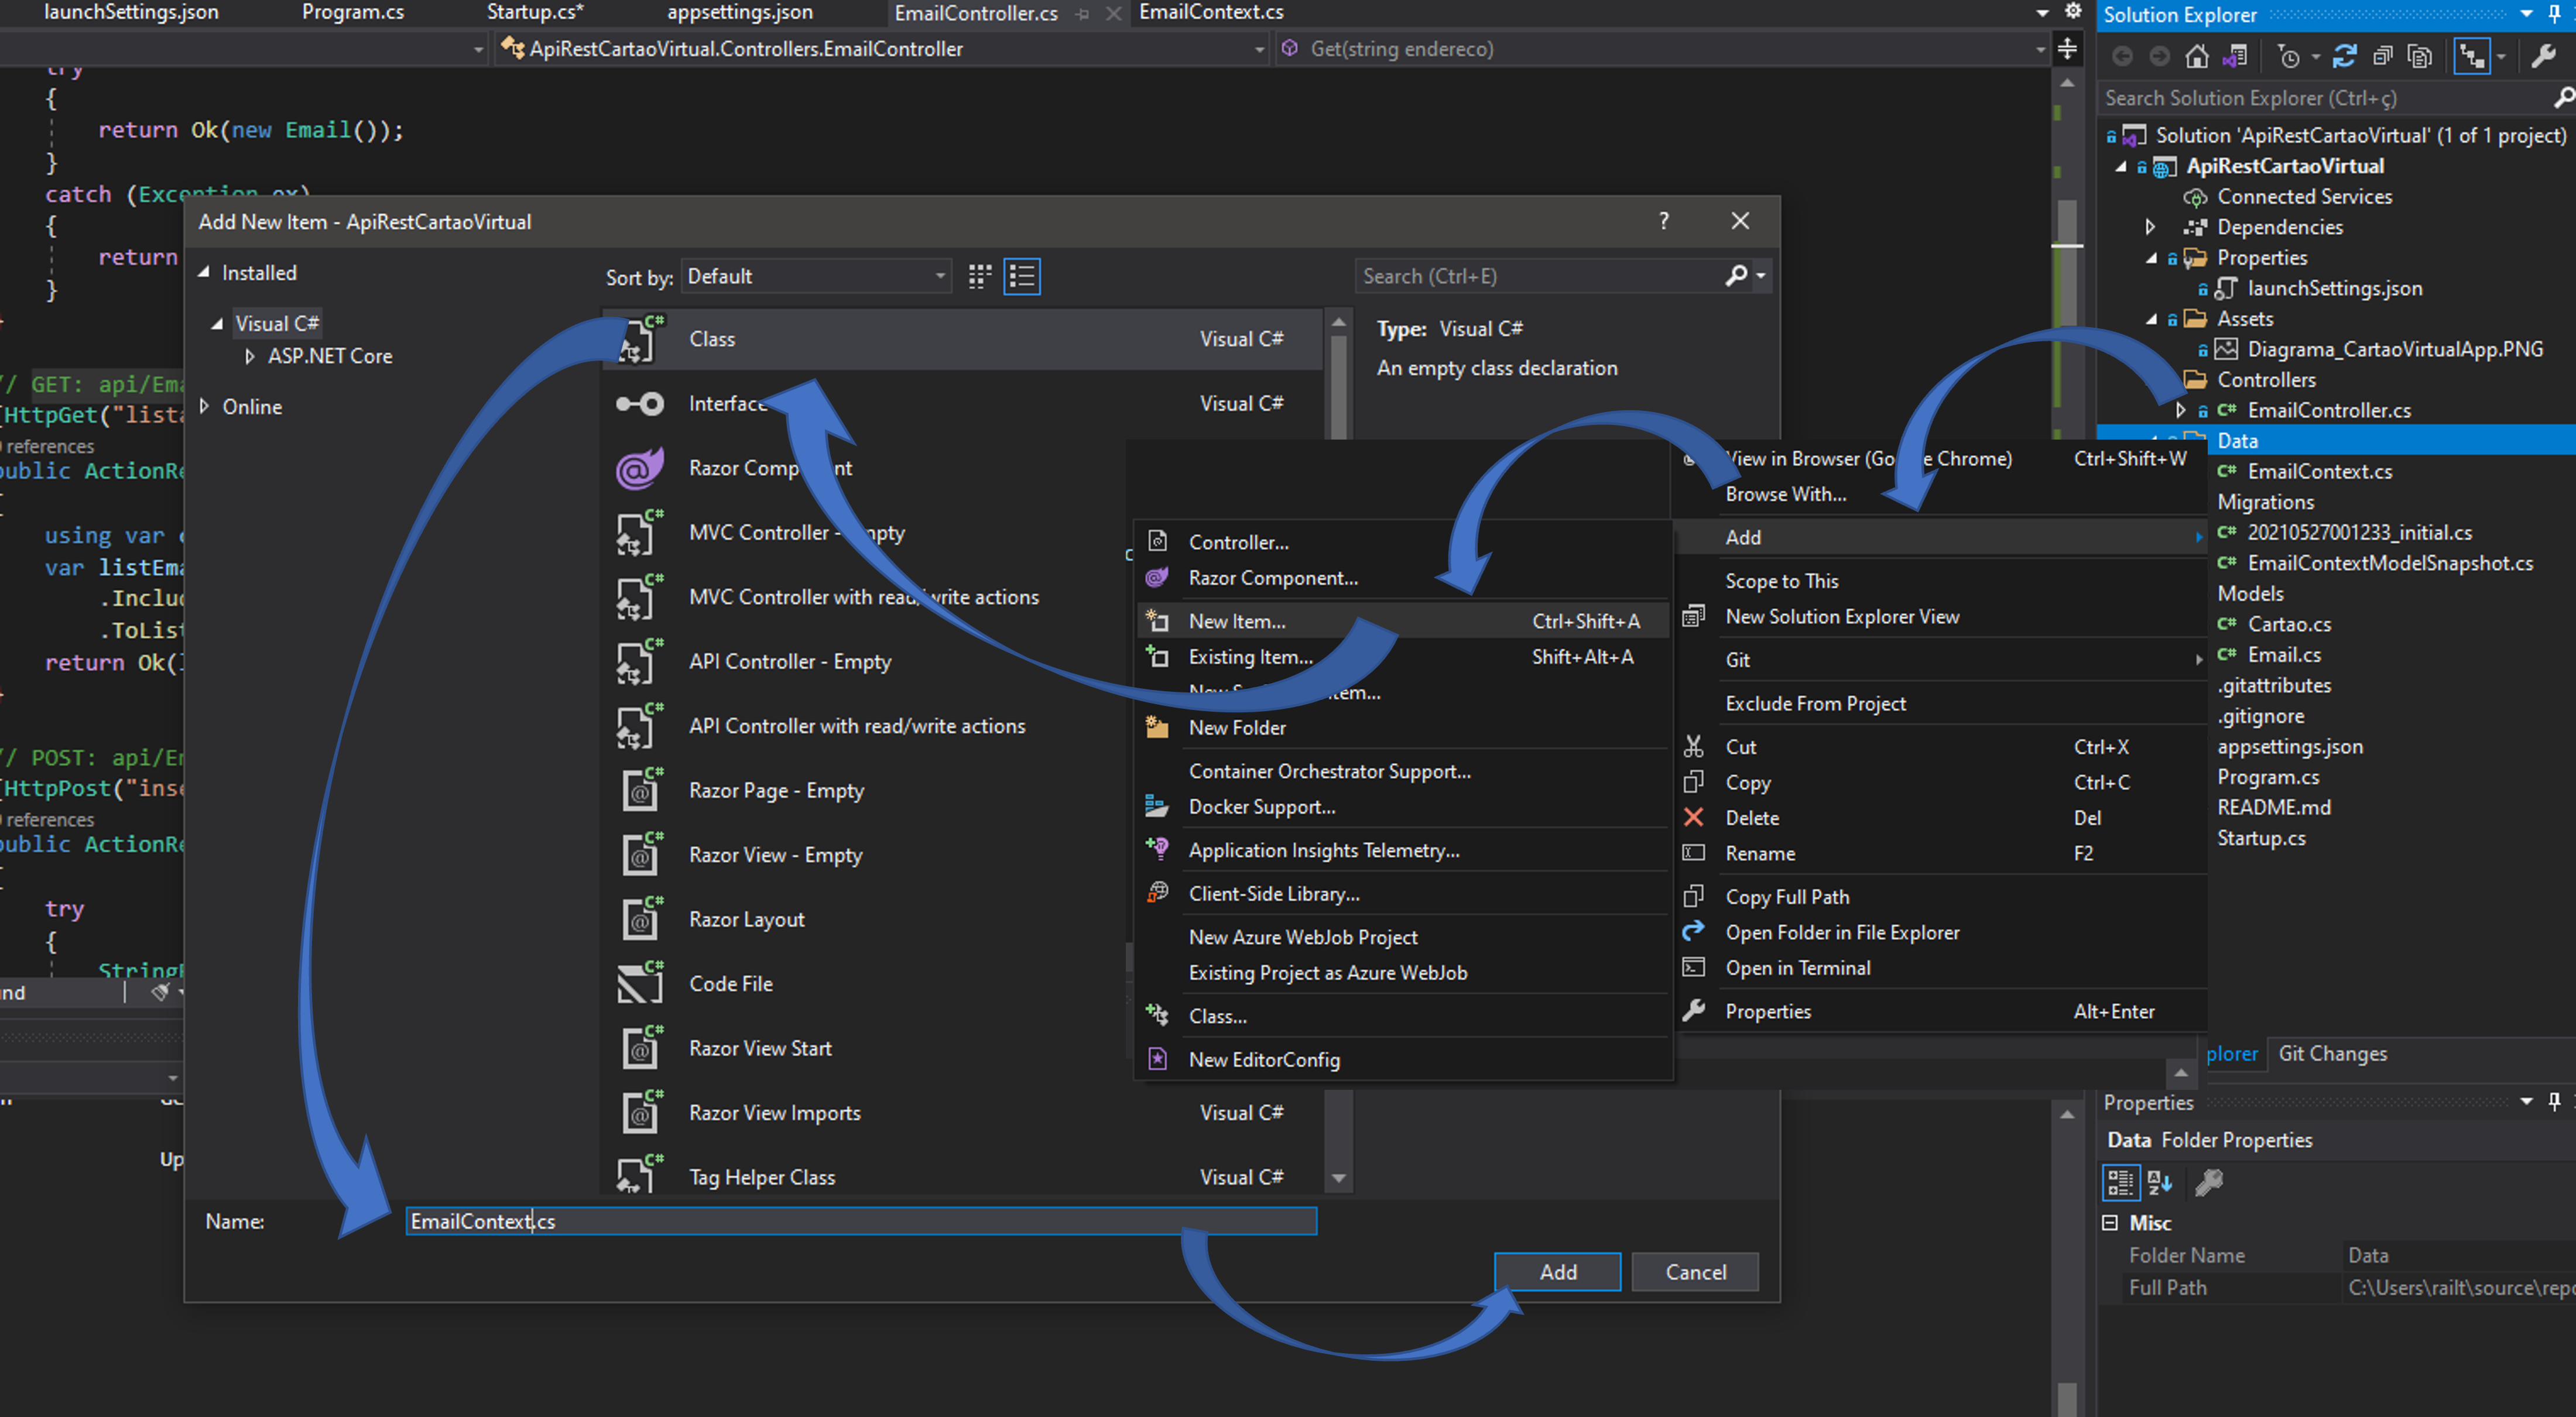 launchSettings.json Program.cs Startup.cs* appsettings.json EmailController.cs EmailContext.cs
ApiRestCartaoVirtual.Controllers.EmailController Get(string endereco)
try
{
return Ok(new Email());
}
catch (Exception ex)
{
return
}
// GET: api/Ema
[HttpGet("lista
references
public ActionRe
using var
var listEma
.Inclu
.ToList
return Ok(l
// POST: api/Em
[HttpPost("inse
references
public ActionRe
try
{
String
Up
Add New Item - ApiRestCartaoVirtual
?
Installed
Visual C#
ASP.NET Core
Online
Sort by: Default
Search (Ctrl+E)
Class Visual C#
Interface Visual C#
Razor Comp nt
MVC Controller - Empty
MVC Controller with read/write actions
API Controller - Empty
API Controller with read/write actions
Razor Page - Empty
Razor View - Empty
Razor Layout
Code File
Razor View Start
Razor View Imports Visual C#
Tag Helper Class Visual C#
Type: Visual C#
An empty class declaration
Name: EmailContext.cs
Add Cancel
Controller...
Razor Component...
New Item... Ctrl+Shift+A
Existing Item... Shift+Alt+A
New S tem...
New Folder
Container Orchestrator Support...
Docker Support...
Application Insights Telemetry...
Client-Side Library...
New Azure WebJob Project
Existing Project as Azure WebJob
Class...
New EditorConfig
View in Browser (Google Chrome) Ctrl+Shift+W
Browse With...
Add
Scope to This
New Solution Explorer View
Git
Exclude From Project
Cut Ctrl+X
Copy Ctrl+C
Delete Del
Rename F2
Copy Full Path
Open Folder in File Explorer
Open in Terminal
Properties Alt+Enter
Solution Explorer
Search Solution Explorer (Ctrl+ç)
Solution 'ApiRestCartaoVirtual' (1 of 1 project)
ApiRestCartaoVirtual
Connected Services
Dependencies
Properties
launchSettings.json
Assets
Diagrama_CartaoVirtualApp.PNG
Controllers
C# EmailController.cs
Data
C# EmailContext.cs
Migrations
C# 20210527001233_initial.cs
C# EmailContextModelSnapshot.cs
Models
C# Cartao.cs
C# Email.cs
.gitattributes
.gitignore
appsettings.json
Program.cs
README.md
Startup.cs
plorer Git Changes
Properties
Data Folder Properties
Misc
Folder Name Data
Full Path C:\Users\railt\source\repo